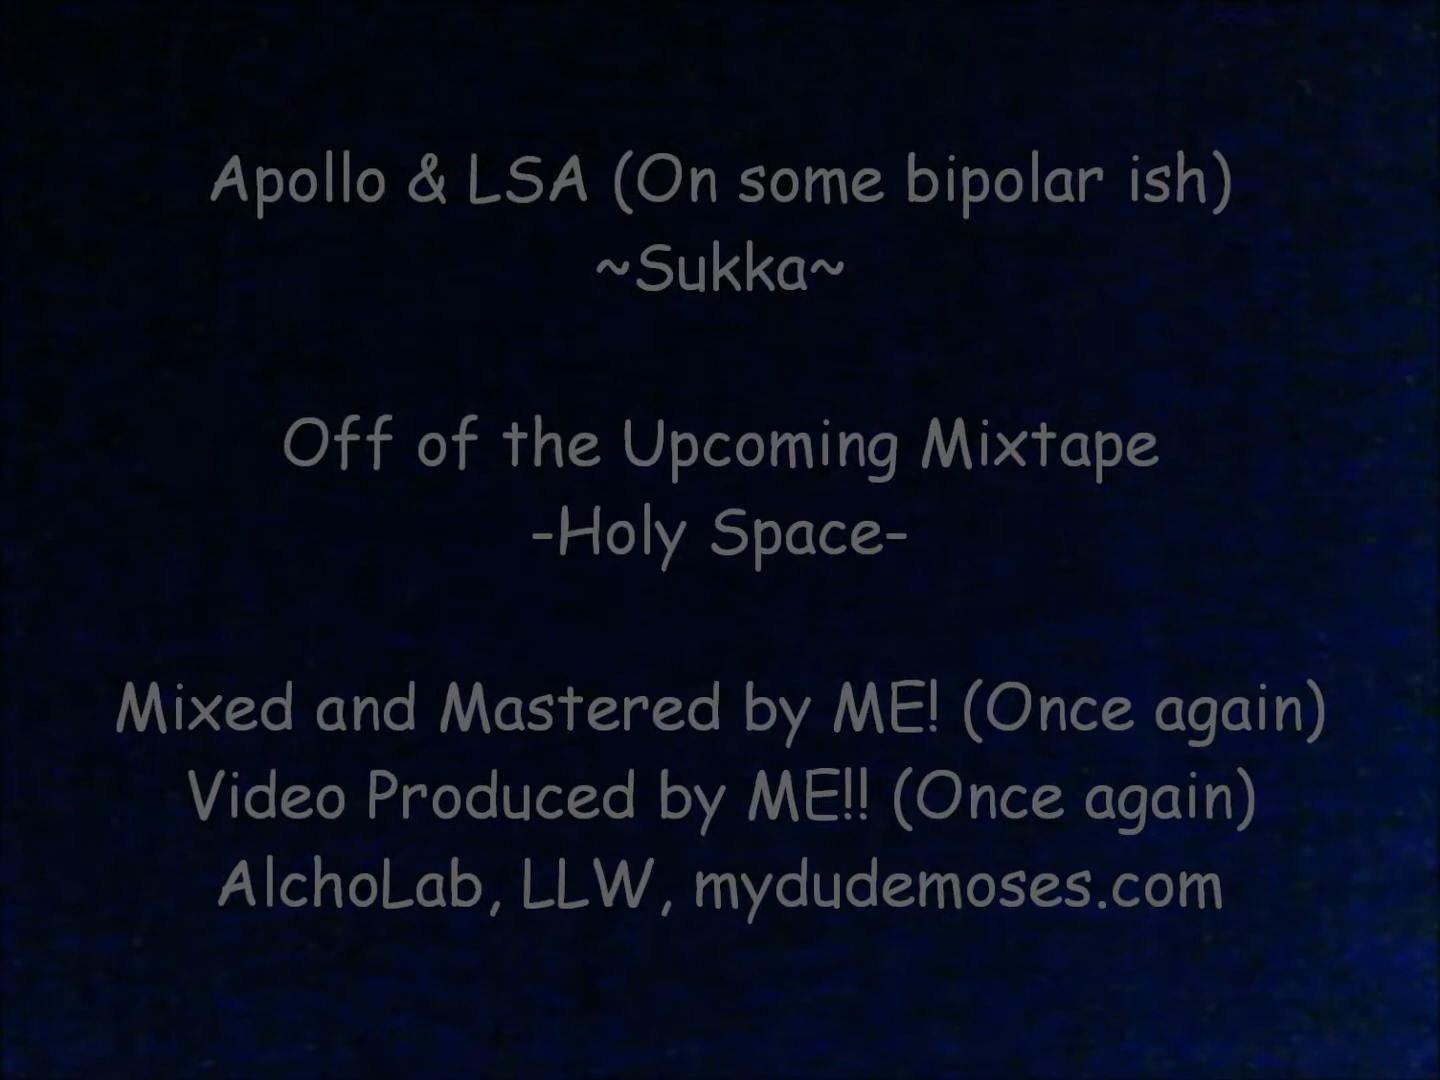 Apollo & LSA (On some bipolar ish)
~Sukka~
Off of the Upcoming Mixtape
-Holy Space-
Mixed and Mastered by ME! (Once again)
Video Produced by ME!! (Once again)
AlchoLab, LLW, mydudemoses.com